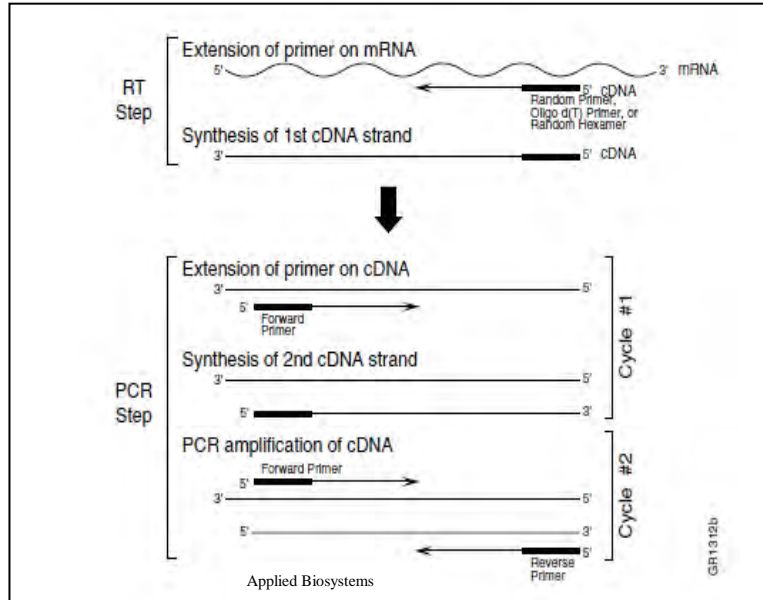 Extension of primer on mRNA
5' 3' mRNA
RT
Step
5' cDNA
Random Primer,
Oligo d(T) Primer, or
Random Hexamer
Synthesis of 1st cDNA strand
3' 5' cDNA
Extension of primer on cDNA
3' 5'
5'
Forward
Primer
Cycle #1
Synthesis of 2nd cDNA strand
3' 5'
5' 3'
PCR
Step
PCR amplification of cDNA
Forward Primer
5'
3' 5'
Cycle #2
5' 3'
5'
Reverse
Primer
Applied Biosystems
GR1312b